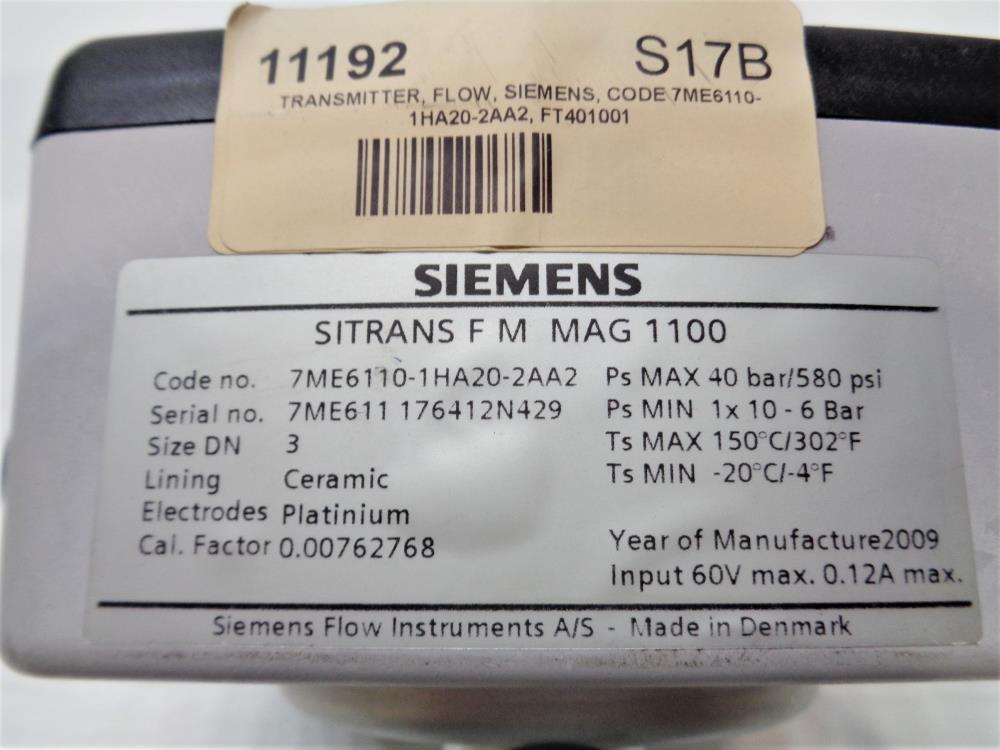 11192 S17B
TRANSMITTER, FLOW, SIEMENS, CODE 7ME6110-
1HA20-2AA2, FT401001
SIEMENS
SITRANS F M MAG 1100
Code no. 7ME6110-1HA20-2AA2 Ps MAX 40 bar/580 psi
Serial no. 7ME611 176412N429 Ps MIN 1x 10 - 6 Bar
Size DN 3 Ts MAX 150°C/302°F
Lining Ceramic Ts MIN -20°C/-4°F
Electrodes Platinium
Cal. Factor 0.00762768 Year of Manufacture2009
Input 60V max. 0.12A max.
Siemens Flow Instruments A/S - Made in Denmark